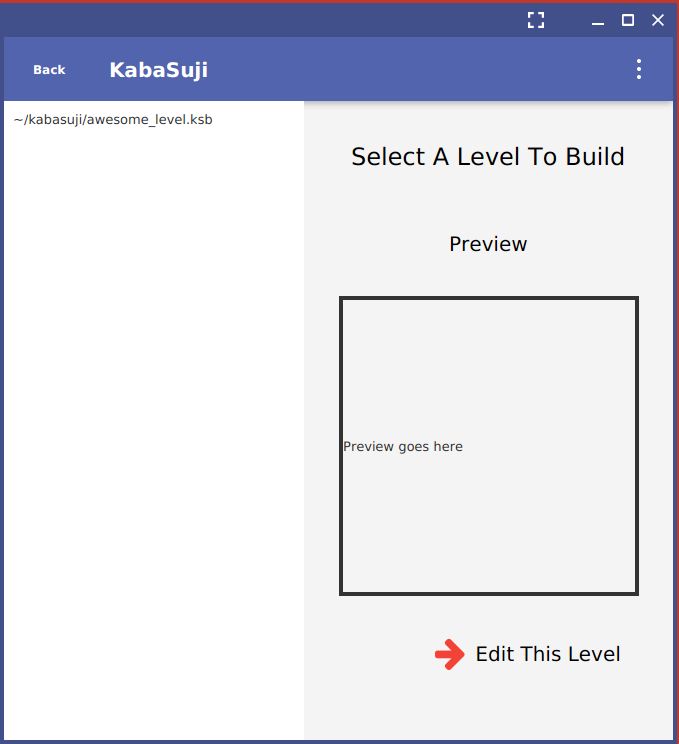 Back
KabaSuji
~/kabasuji/awesome_level.ksb
Select A Level To Build
Preview
Preview goes here
Edit This Level